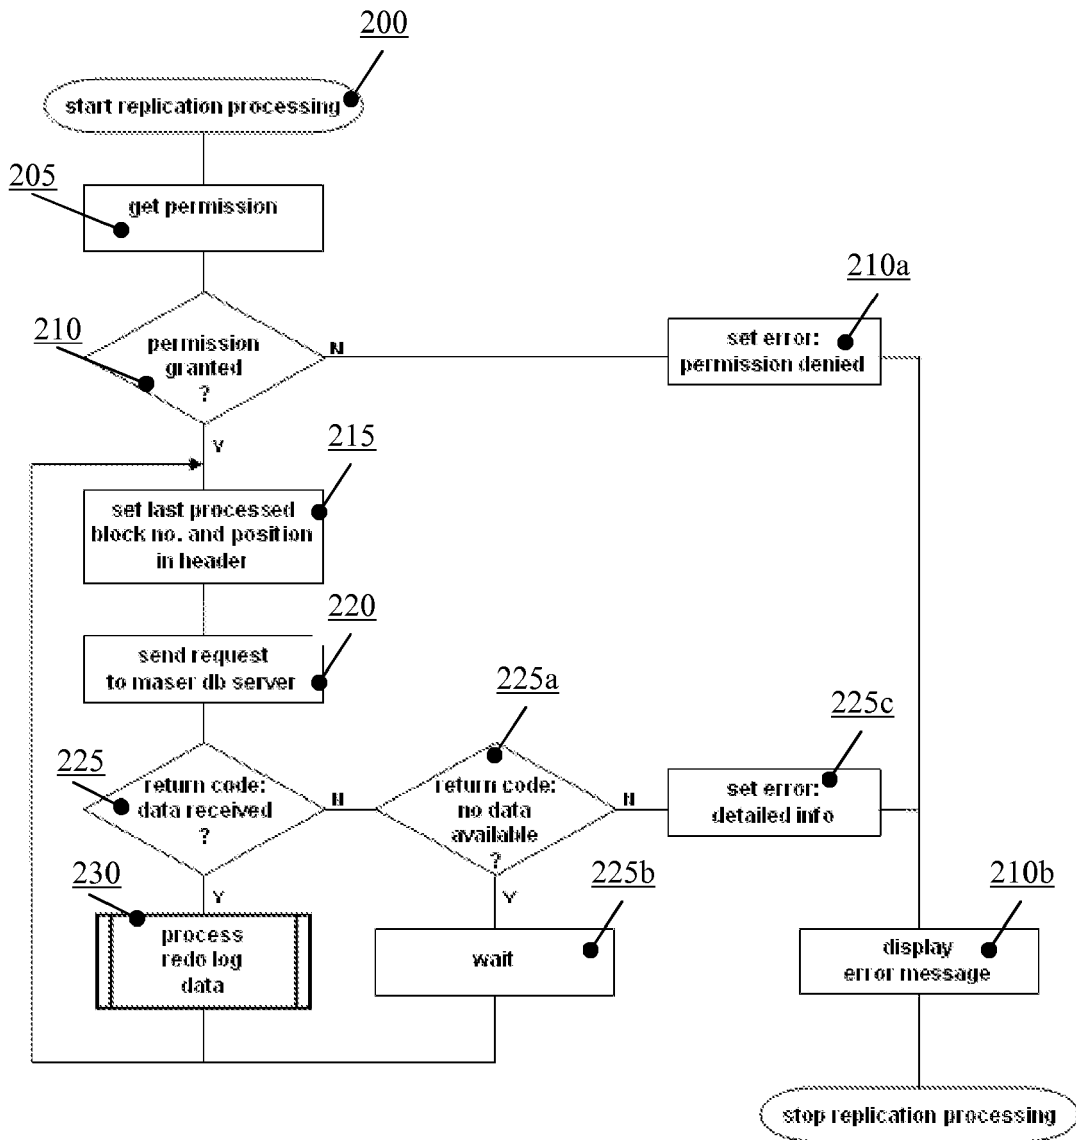 200
start replication processing
205
get permission
210a
210
permission
granted
?
N
set error:
permission denied
Y
215
set last processed
block no. and position
in header
220
send request
to maser db server
225a
225c
225
return code:
data received
?
N
return code:
no data
available
?
N
set error:
detailed info
230
Y
Y
225b
210b
process
redo log
data
wait
display
error message
stop replication processing